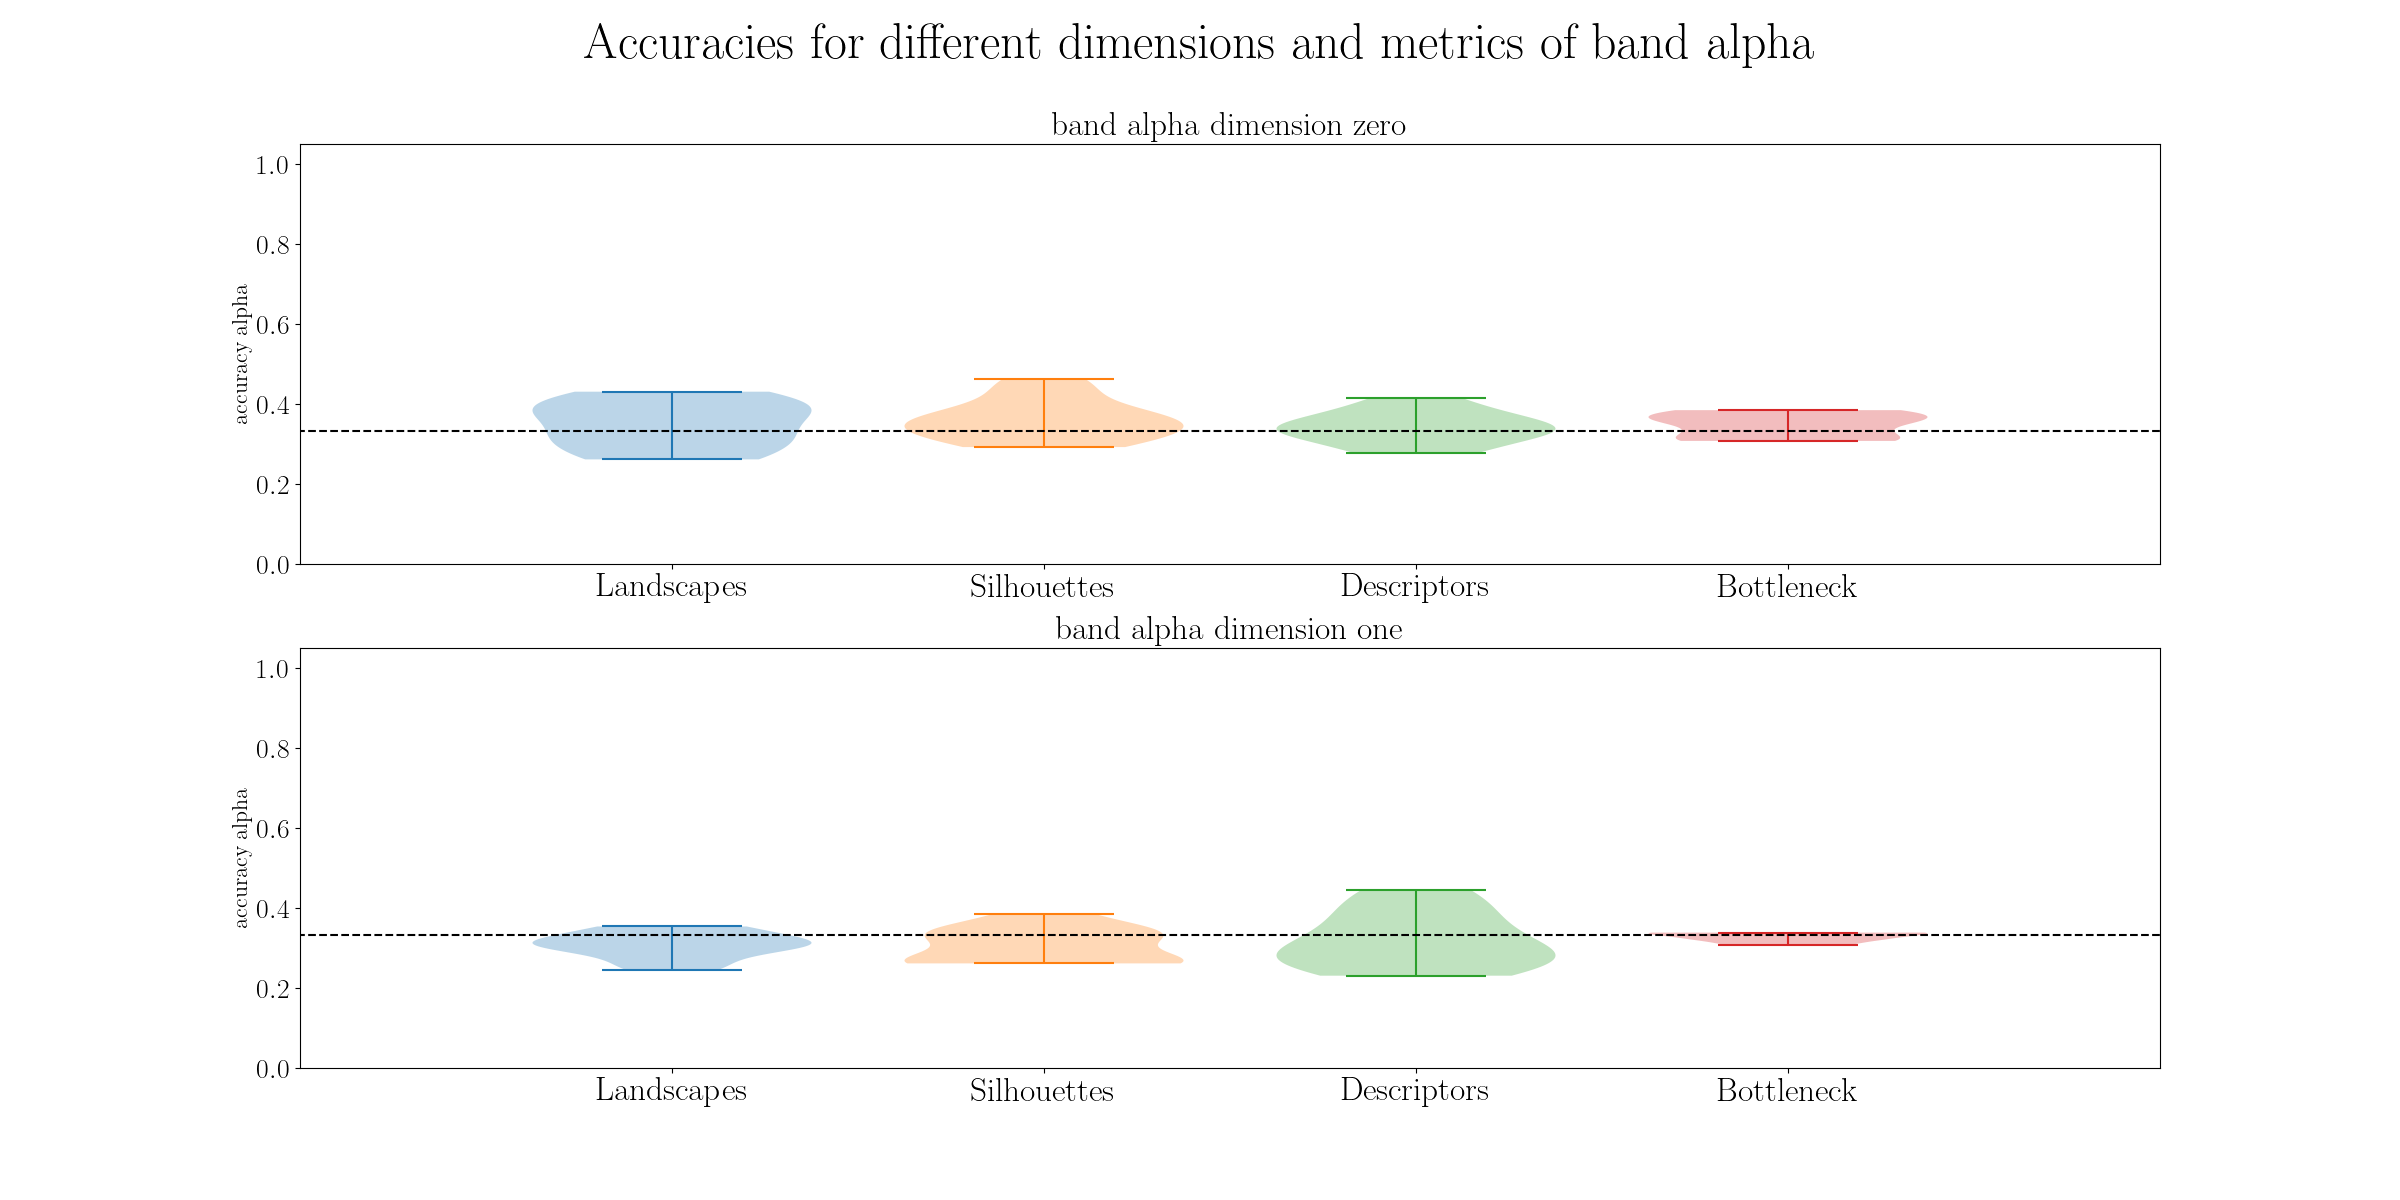 Accuracies for different dimensions and metrics of band alpha
band alpha dimension zero
accuracy alpha
1.0
0.8
0.6
0.4
0.2
0.0
Landscapes Silhouettes Descriptors Bottleneck
band alpha dimension one
accuracy alpha
1.0
0.8
0.6
0.4
0.2
0.0
Landscapes Silhouettes Descriptors Bottleneck